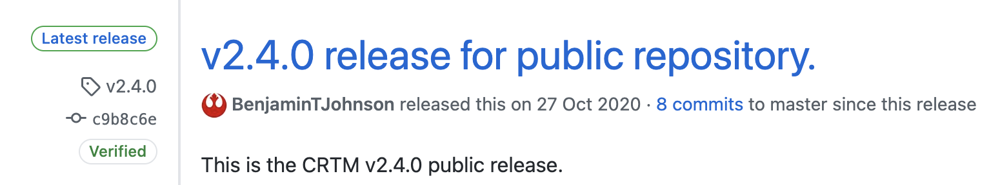 Latest release
v2.4.0
c9b8c6e
Verified
v2.4.0 release for public repository.
BenjaminTJohnson released this on 27 Oct 2020 · 8 commits to master since this release
This is the CRTM v2.4.0 public release.